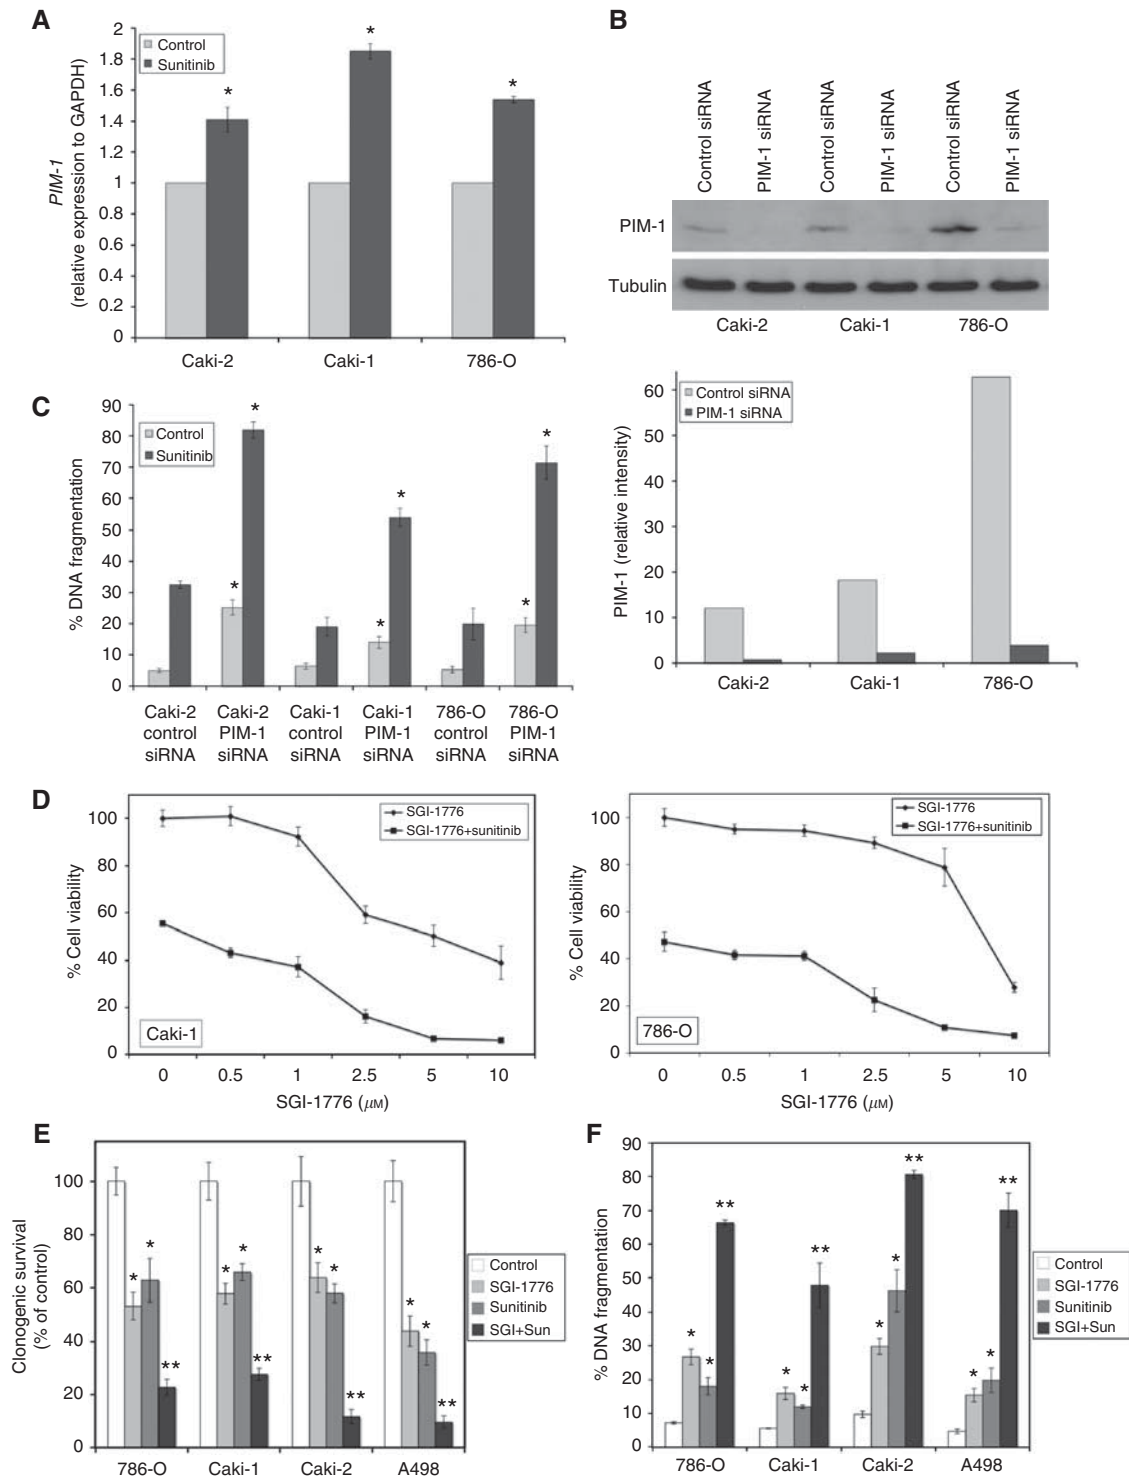 A
PIM-1
(relative expression to GAPDH)
2
1.8
1.6
1.4
1.2
1
0.8
0.6
0.4
0.2
0
Control
Sunitinib
*
*
*
Caki-2 Caki-1 786-O
B
Control siRNA
PIM-1 siRNA
Control siRNA
PIM-1 siRNA
Control siRNA
PIM-1 siRNA
PIM-1
Tubulin
Caki-2 Caki-1 786-O
PIM-1 (relative intensity)
60
50
40
30
20
10
0
Control siRNA
PIM-1 siRNA
Caki-2 Caki-1 786-O
C
% DNA fragmentation
90
80
70
60
50
40
30
20
10
0
Control
Sunitinib
*
*
*
*
*
*
Caki-2 Caki-2 Caki-1 Caki-1 786-O 786-O
control PIM-1 control PIM-1 control PIM-1
siRNA siRNA siRNA siRNA siRNA siRNA
D
% Cell viability
100
80
60
40
20
0
SGI-1776
SGI-1776+sunitinib
Caki-1
0 0.5 1 2.5 5 10
SGI-1776 (μM)
% Cell viability
100
80
60
40
20
0
SGI-1776
SGI-1776+sunitinib
786-O
0 0.5 1 2.5 5 10
SGI-1776 (μM)
E
Clonogenic survival
(% of control)
100
80
60
40
20
0
* * **
* * **
* * **
* * **
Control
SGI-1776
Sunitinib
SGI+Sun
786-O Caki-1 Caki-2 A498
F
% DNA fragmentation
90
80
70
60
50
40
30
20
10
0
* * **
* * **
* * **
* * **
Control
SGI-1776
Sunitinib
SGI+Sun
786-O Caki-1 Caki-2 A498